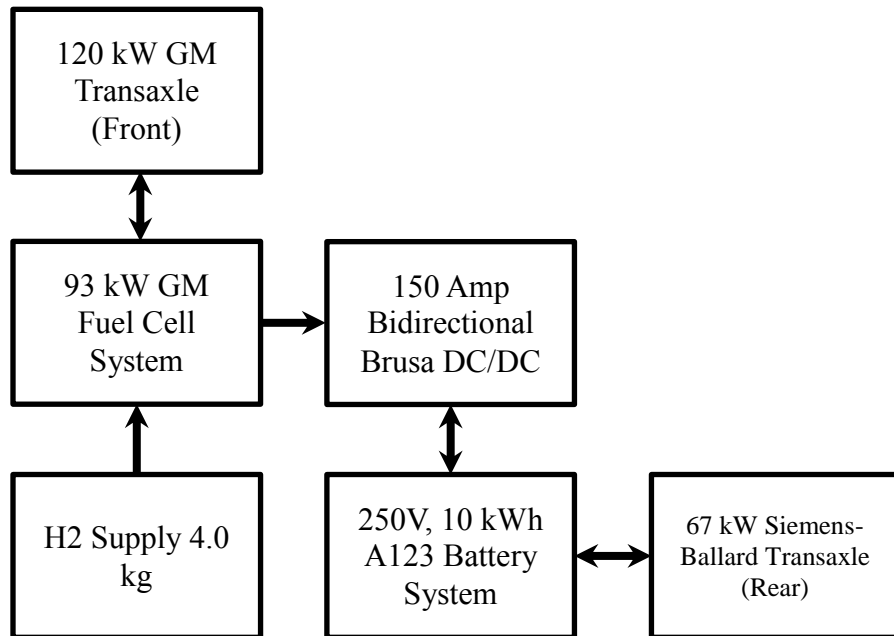 120 kW GM
Transaxle
(Front)
93 kW GM
Fuel Cell
System
150 Amp
Bidirectional
Brusa DC/DC
H2 Supply 4.0
kg
250V, 10 kWh
A123 Battery
System
67 kW Siemens-
Ballard Transaxle
(Rear)